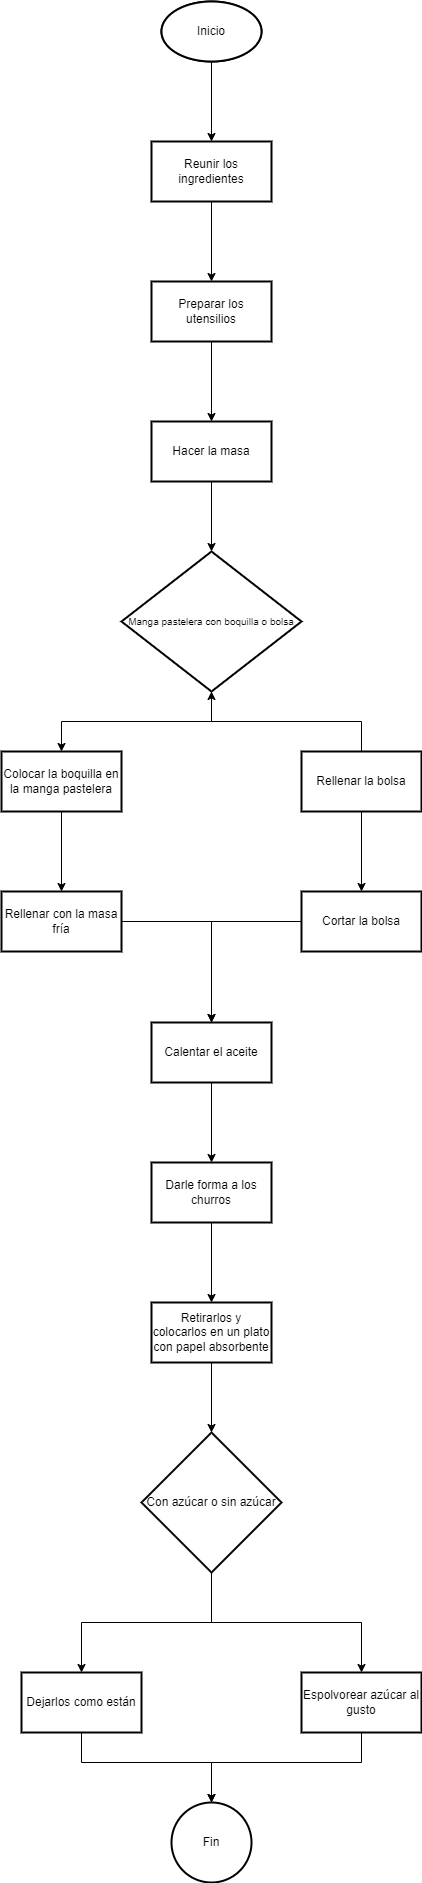 Inicio
Reunir los
ingredientes
Preparar los
utensilios
Hacer la masa
Manga pastelera con boquilla o bolsa
Colocar la boquilla en
la manga pastelera
Rellenar la bolsa
Rellenar con la masa
fría
Cortar la bolsa
Calentar el aceite
Darle forma a los
churros
Retirarlos y
colocarlos en un plato
con papel absorbente
Con azúcar o sin azúcar
Dejarlos como están
Espolvorear azúcar al
gusto
Fin